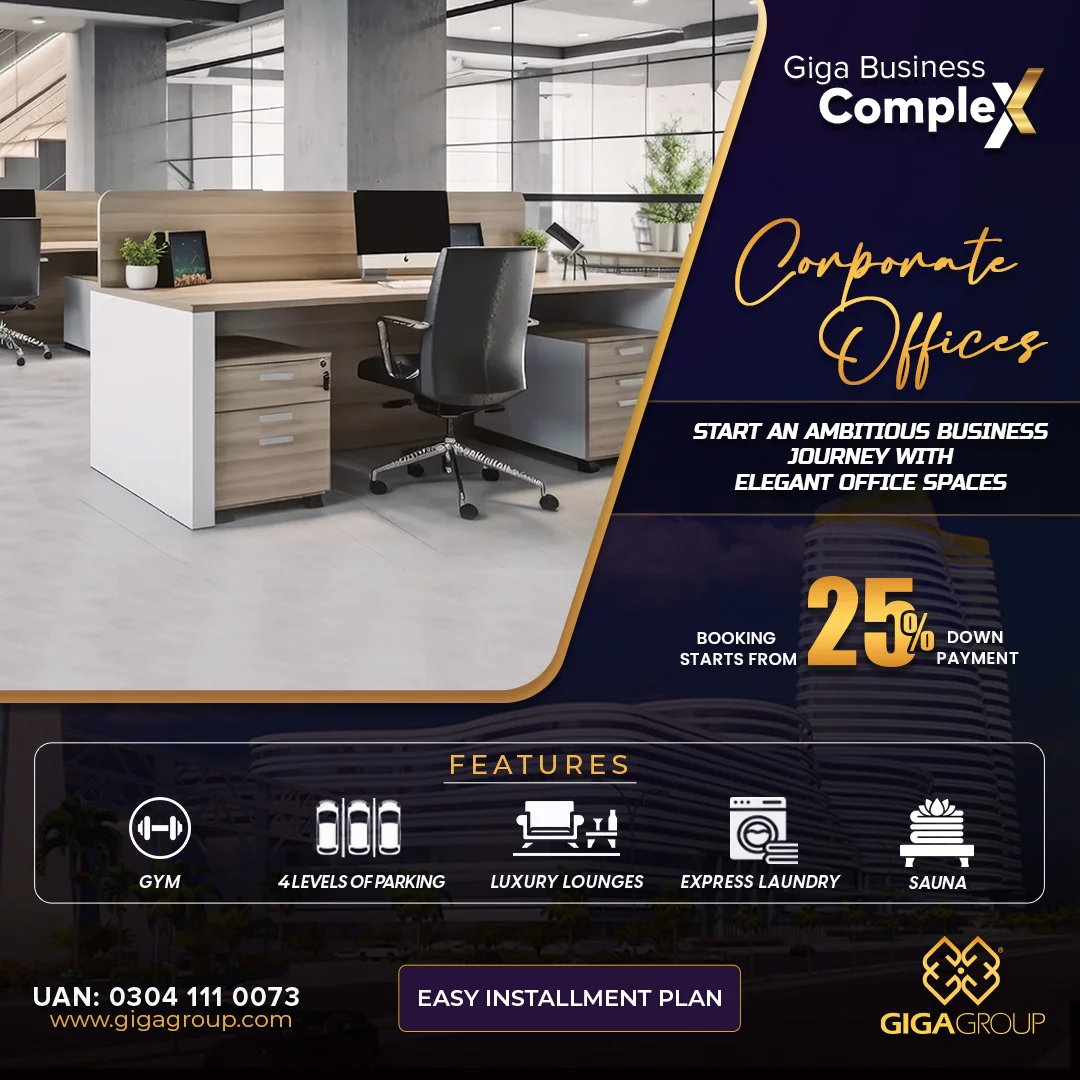 Giga Business
Complex
Corporate
Offices
START AN AMBITIOUS BUSINESS
JOURNEY WITH
ELEGANT OFFICE SPACES
BOOKING
STARTS FROM
25%
DOWN
PAYMENT
FEATURES
GYM
4 LEVELS OF PARKING
LUXURY LOUNGES
EXPRESS LAUNDRY
SAUNA
UAN: 0304 111 0073
www.gigagroup.com
EASY INSTALLMENT PLAN
®
GIGAGROUP